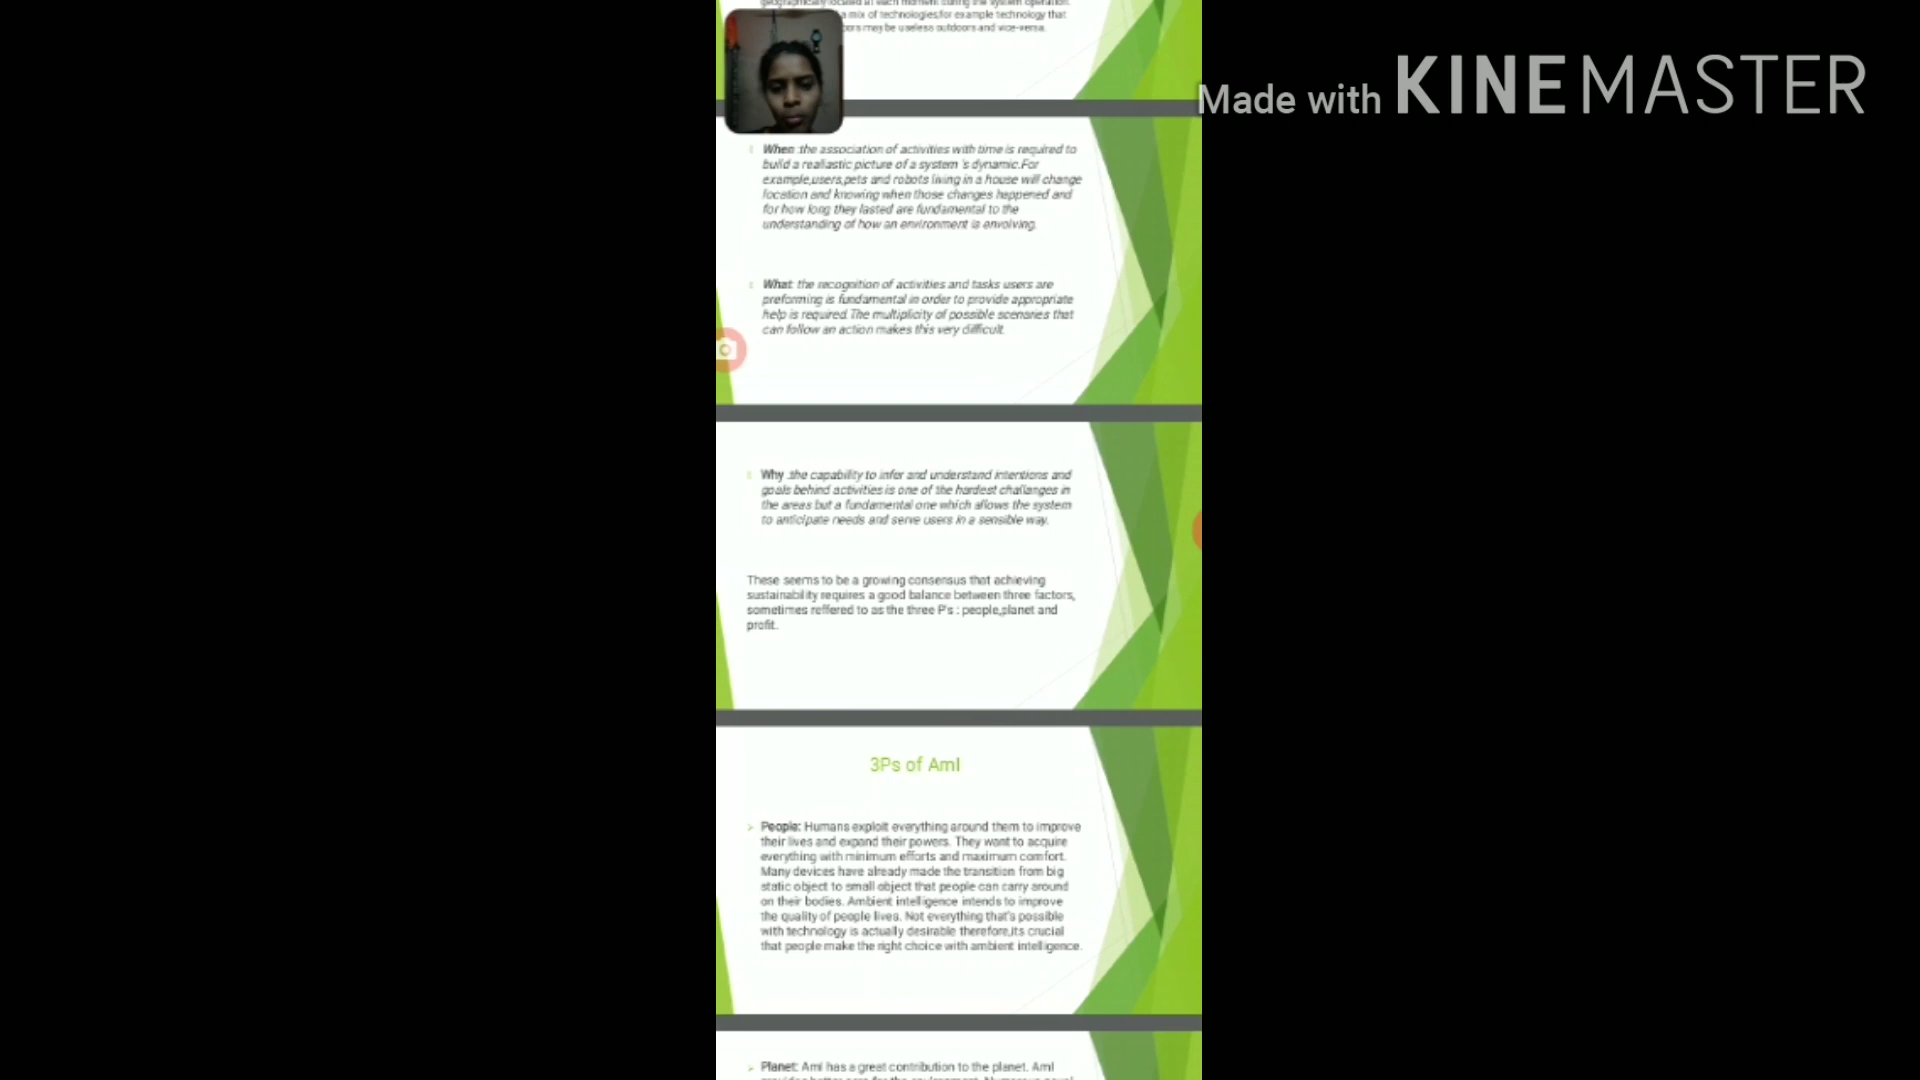 geographically located at each moment during the system operation.
a mix of technologies,for example technology that
may be useless outdoors and vice-versa.
Made with KINEMASTER
When :the association of activities with time is required to
build a realiastic picture of a system 's dynamic.For
example,users,pets and robots living in a house will change
location and knowing when those changes happened and
for how long they lasted are fundamental to the
understanding of how an environment is envolving.
What: the recognition of activities and tasks users are
preforming is fundamental in order to provide appropriate
help is required.The multiplicity of possible scenaries that
can follow an action makes this very difficult.
Why :the capability to infer and understand intentions and
goals behind activities is one of the hardest challanges in
the areas but a fundamental one which allows the system
to anticipate needs and serve users in a sensible way.
These seems to be a growing consensus that achieving
sustainability requires a good balance between three factors,
sometimes reffered to as the three P's : people,planet and
profit.
3Ps of AmI
➢ People: Humans exploit everything around them to improve
their lives and expand their powers. They want to acquire
everything with minimum efforts and maximum comfort.
Many devices have already made the transition from big
static object to small object that people can carry around
on their bodies. Ambient intelligence intends to improve
the quality of people lives. Not everything that's possible
with technology is actually desirable therefore,its crucial
that people make the right choice with ambient intelligence.
➢ Planet: AmI has a great contribution to the planet. AmI